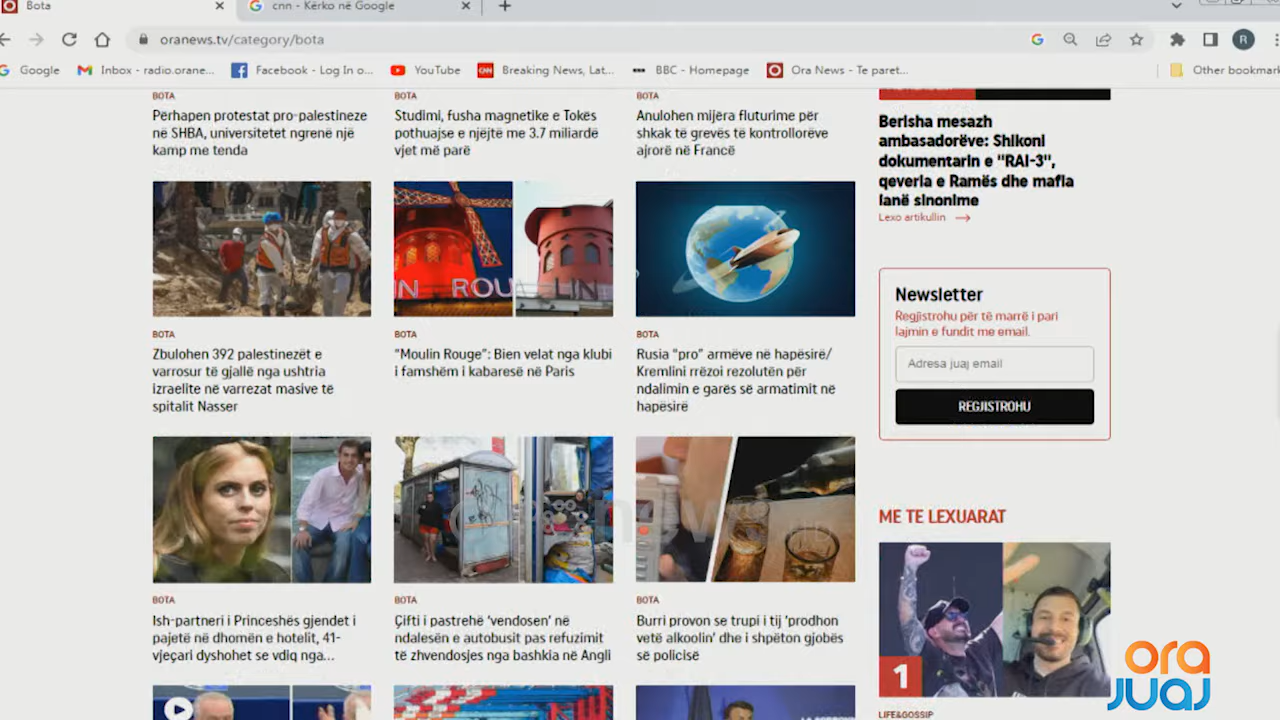 Bota
cnn - Kërko në Google
oranews.tv/category/bota
R
Google
Inbox - radio.orane...
Facebook - Log In o...
YouTube
CNN
Breaking News, Lat...
BBC - Homepage
Ora News - Te paret...
Other bookmark
BOTA
Përhapen protestat pro-palestineze
në SHBA, universitetet ngrenë një
kamp me tenda
BOTA
Studimi, fusha magnetike e Tokës
pothuajse e njëjtë me 3.7 miliardë
vjet më parë
BOTA
Anulohen mijëra fluturime për
shkak të grevës të kontrollorëve
ajrorë në Francë
Berisha mesazh
ambasadorëve: Shikoni
dokumentarin e "RAI-3",
qeveria e Ramës dhe mafia
janë sinonime
Lexo artikullin
IN ROU LIN
BOTA
Zbulohen 392 palestinezët e
varrosur të gjallë nga ushtria
izraelite në varrezat masive të
spitalit Nasser
BOTA
“Moulin Rouge”: Bien velat nga klubi
i famshëm i kabaresë në Paris
BOTA
Rusia “pro” armëve në hapësirë/
Kremlini rrëzoi rezolutën për
ndalimin e garës së armatimit në
hapësirë
Newsletter
Regjistrohu për të marrë i pari
lajmin e fundit me email.
Adresa juaj email
REGJISTROHU
BOTA
Ish-partneri i Princeshës gjendet i
pajetë në dhomën e hotelit, 41-
vjeçari dyshohet se vdiq nga...
BOTA
Çifti i pastrehë ‘vendosen’ në
ndalesën e autobusit pas refuzimit
të zhvendosjes nga bashkia në Angli
BOTA
Burri provon se trupi i tij ‘prodhon
vetë alkoolin’ dhe i shpëton gjobës
së policisë
ME TE LEXUARAT
1
LIFE&GOSSIP
ora news
ora
juaj